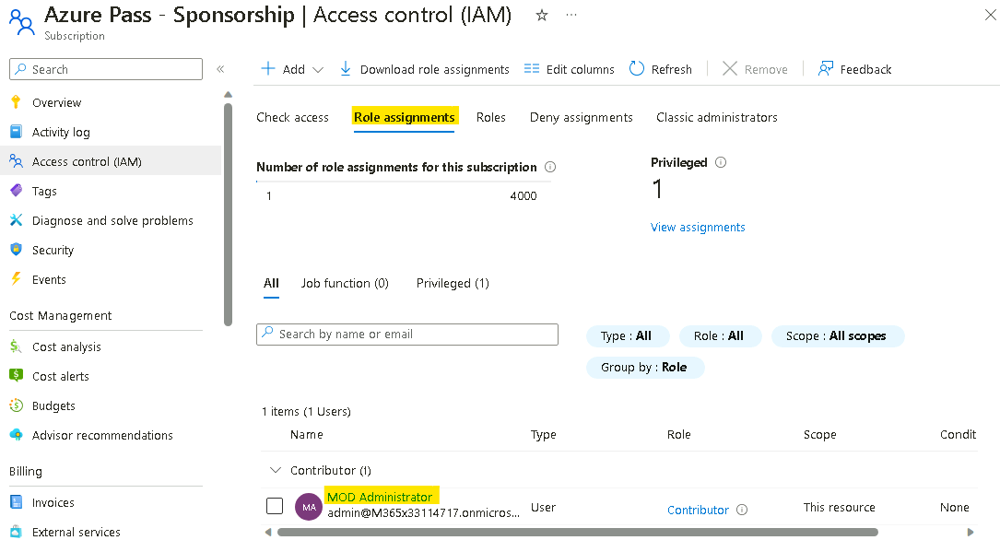 Azure Pass - Sponsorship | Access control (IAM) ☆ ···
Subscription
Search
«
Overview
Activity log
Access control (IAM)
Tags
Diagnose and solve problems
Security
Events
Cost Management
Cost analysis
Cost alerts
Budgets
Advisor recommendations
Billing
Invoices
External services
Add Download role assignments Edit columns Refresh Remove Feedback
Check access Role assignments Roles Deny assignments Classic administrators
Number of role assignments for this subscription
1 4000
Privileged
1
View assignments
All Job function (0) Privileged (1)
Search by name or email
Type : All Role : All Scope : All scopes
Group by : Role
1 items (1 Users)
Name Type Role Scope Condit
Contributor (1)
MA MOD Administrator
admin@M365x33114717.onmicros... User Contributor This resource None